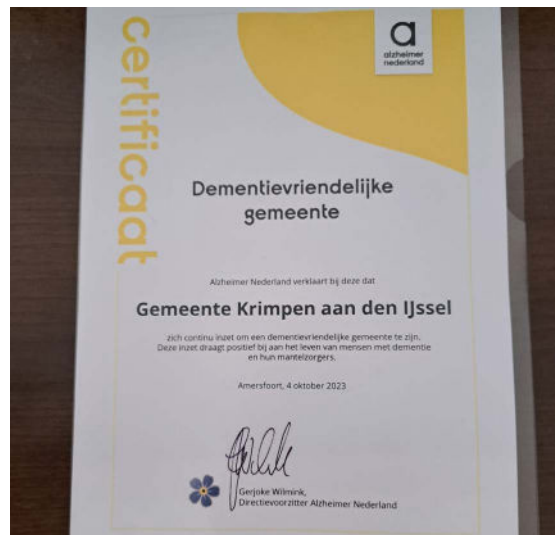 certificaat
a
alzheimer
nederland
Dementievriendelijke
gemeente
Alzheimer Nederland verklaart bij deze dat
Gemeente Krimpen aan den IJssel
zich continu inzet om een dementievriendelijke gemeente te zijn.
Deze inzet draagt positief bij aan het leven van mensen met dementie
en hun mantelzorgers.
Amersfoort, 4 oktober 2023
Gerjoke Wilmink,
Directievoorzitter Alzheimer Nederland